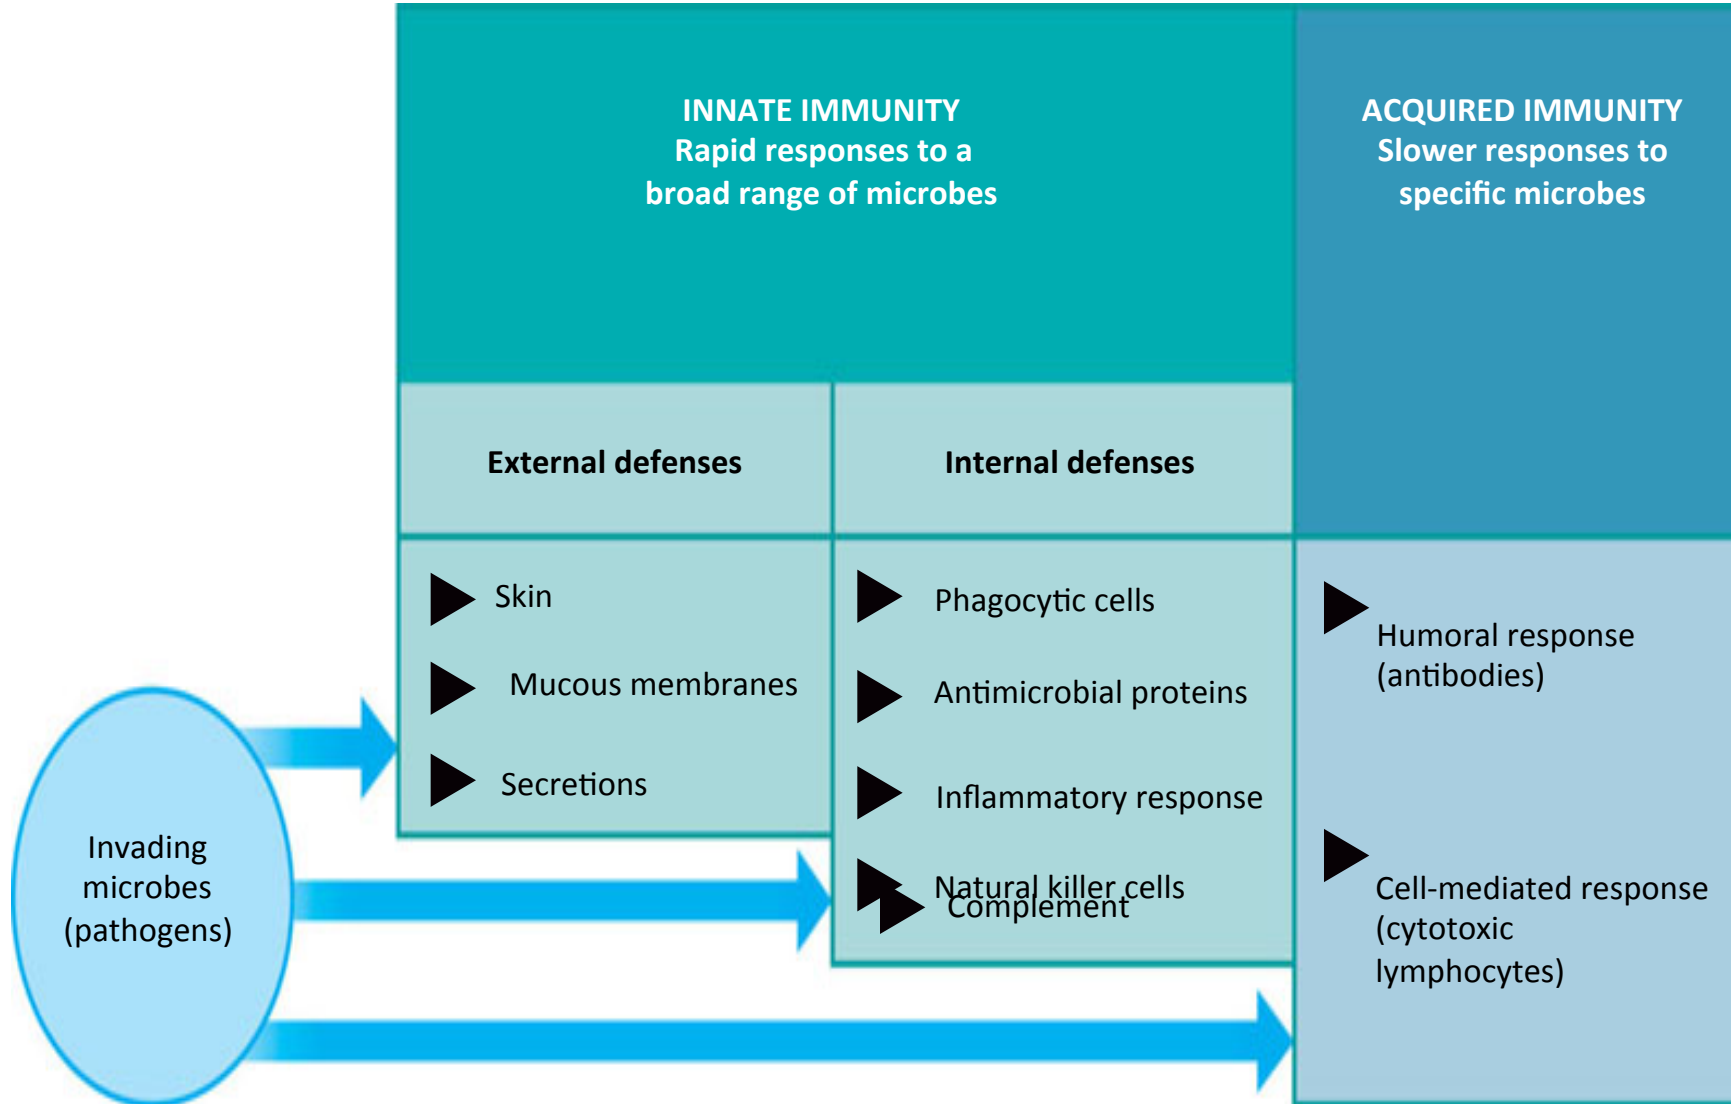 INNATE IMMUNITY
Rapid responses to a
broad range of microbes
ACQUIRED IMMUNITY
Slower responses to
specific microbes
External defenses
Internal defenses
Skin
Mucous membranes
Secretions
Phagocytic cells
Antimicrobial proteins
Inflammatory response
Natural killer cells
Complement
Humoral response
(antibodies)
Cell-mediated response
(cytotoxic
lymphocytes)
Invading
microbes
(pathogens)